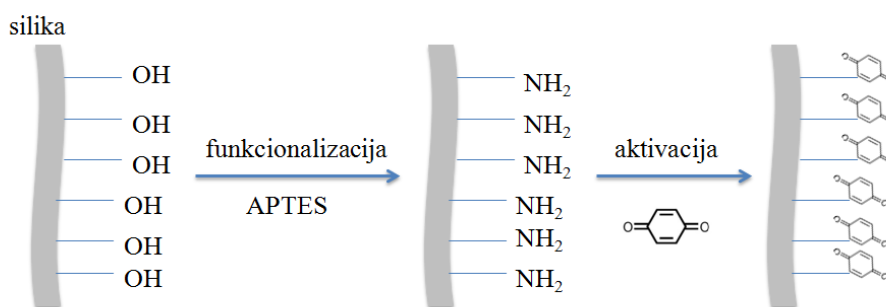 silika
OH
OH
OH
OH
OH
OH
funkcionalizacija
APTES
NH₂
NH₂
NH₂
NH₂
NH₂
NH₂
aktivacija
O O
O O
O O
O O
O O
O O
O O